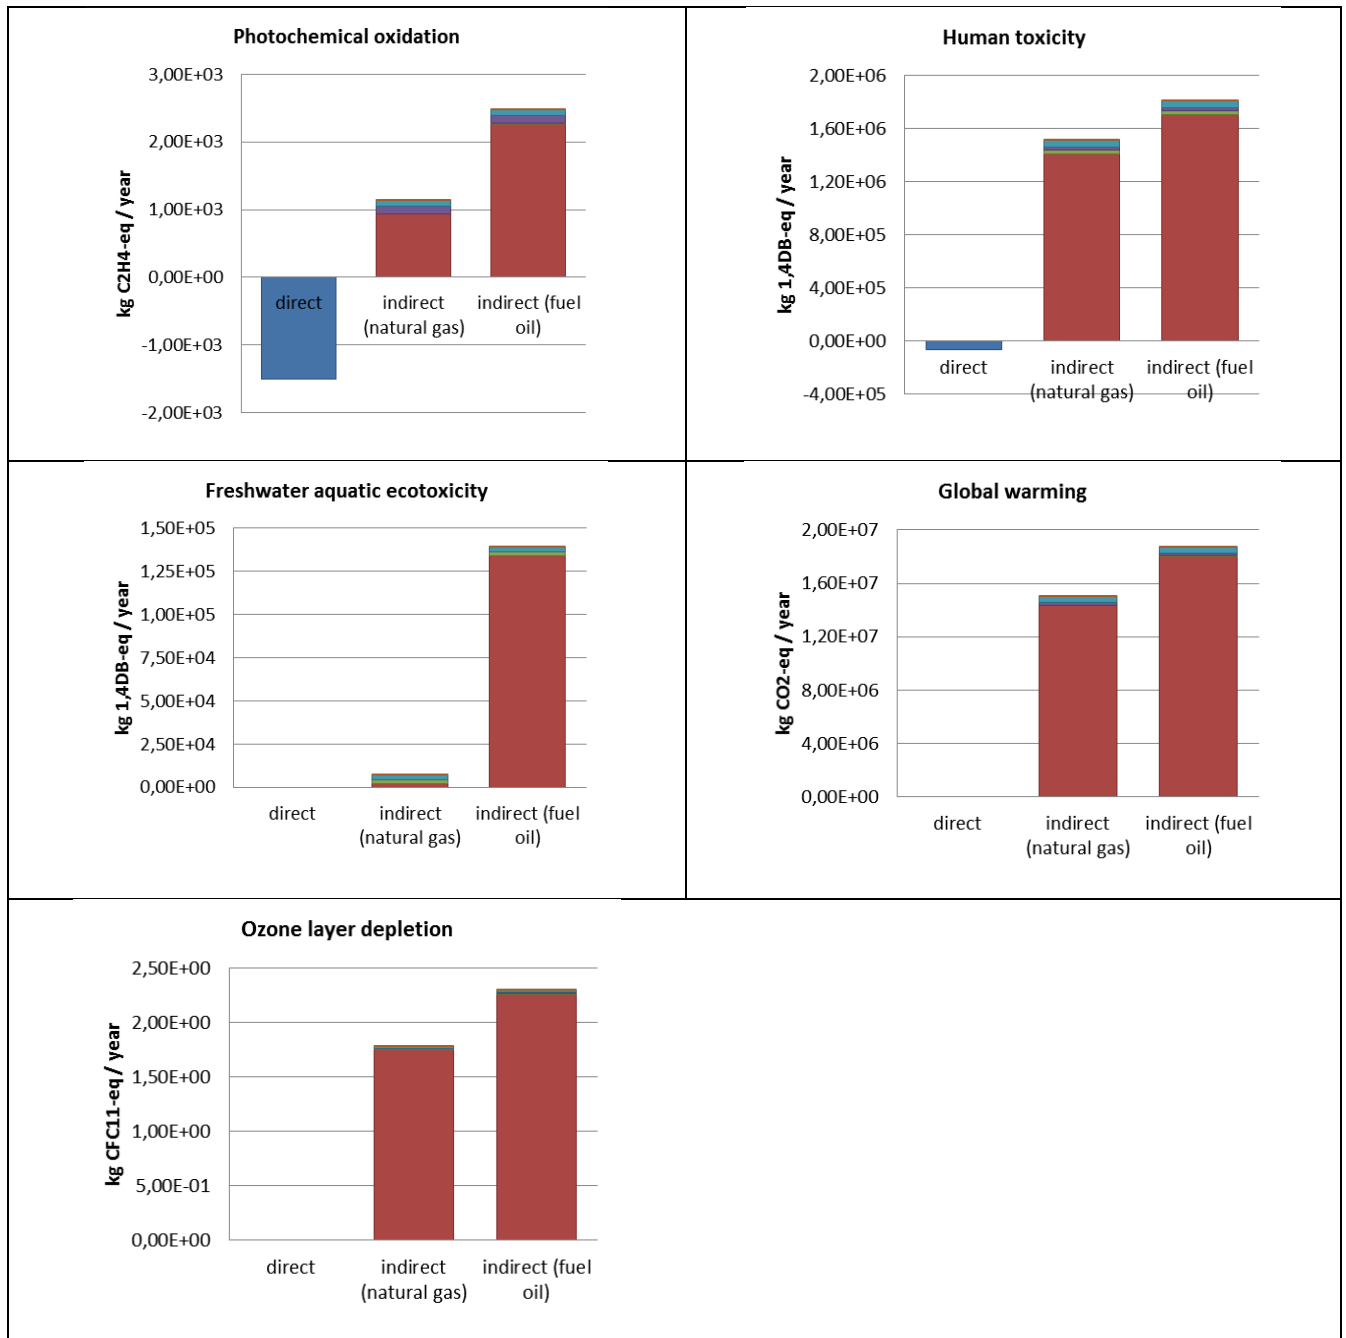 Photochemical oxidation
kg C2H4-eq / year
3,00E+03
2,00E+03
1,00E+03
0,00E+00
-1,00E+03
-2,00E+03
direct
indirect
(natural gas)
indirect (fuel
oil)
Human toxicity
kg 1,4DB-eq / year
2,00E+06
1,60E+06
1,20E+06
8,00E+05
4,00E+05
0,00E+00
-4,00E+05
direct
indirect
(natural gas)
indirect (fuel
oil)
Freshwater aquatic ecotoxicity
kg 1,4DB-eq / year
1,50E+05
1,25E+05
1,00E+05
7,50E+04
5,00E+04
2,50E+04
0,00E+00
direct
indirect
(natural gas)
indirect (fuel
oil)
Global warming
kg CO2-eq / year
2,00E+07
1,60E+07
1,20E+07
8,00E+06
4,00E+06
0,00E+00
direct
indirect
(natural gas)
indirect (fuel
oil)
Ozone layer depletion
kg CFC11-eq / year
2,50E+00
2,00E+00
1,50E+00
1,00E+00
5,00E-01
0,00E+00
direct
indirect
(natural gas)
indirect (fuel
oil)